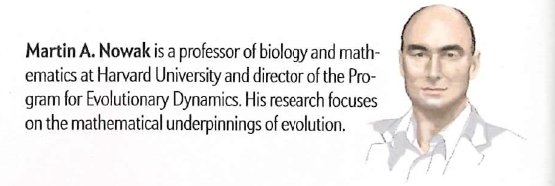 Martin A. Nowak is a professor of biology and math-
ematics at Harvard University and director of the Pro-
gram for Evolutionary Dynamics. His research focuses
on the mathematical underpinnings of evolution.